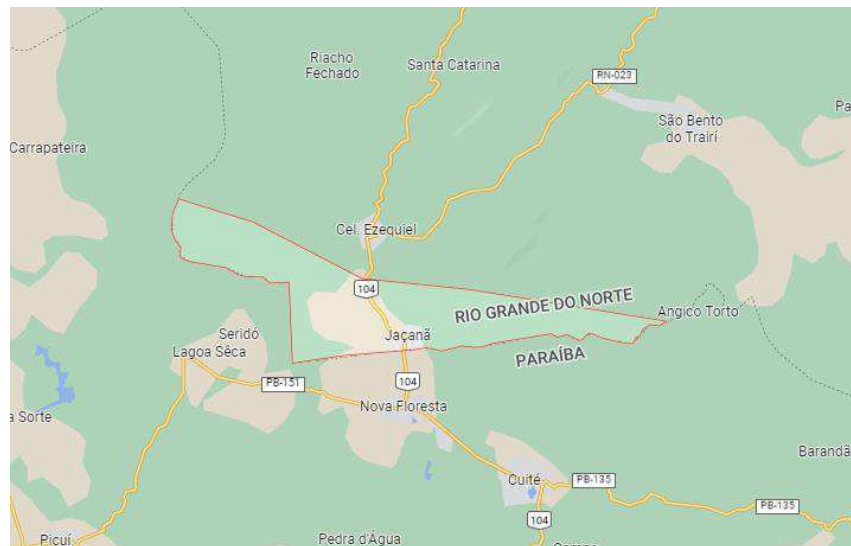 Riacho
Fechado
Santa Catarina
RN-023
São Bento
do Trairí
Carrapateira
Cel. Ezequiel
104
RIO GRANDE DO NORTE
Angico Torto
Jaçanã
Seridó
Lagoa Sêca
PARAÍBA
PB-151
104
Nova Floresta
a Sorte
Barandã
Cuité
PB-135
PB-135
104
Picuí
Pedra d'Água